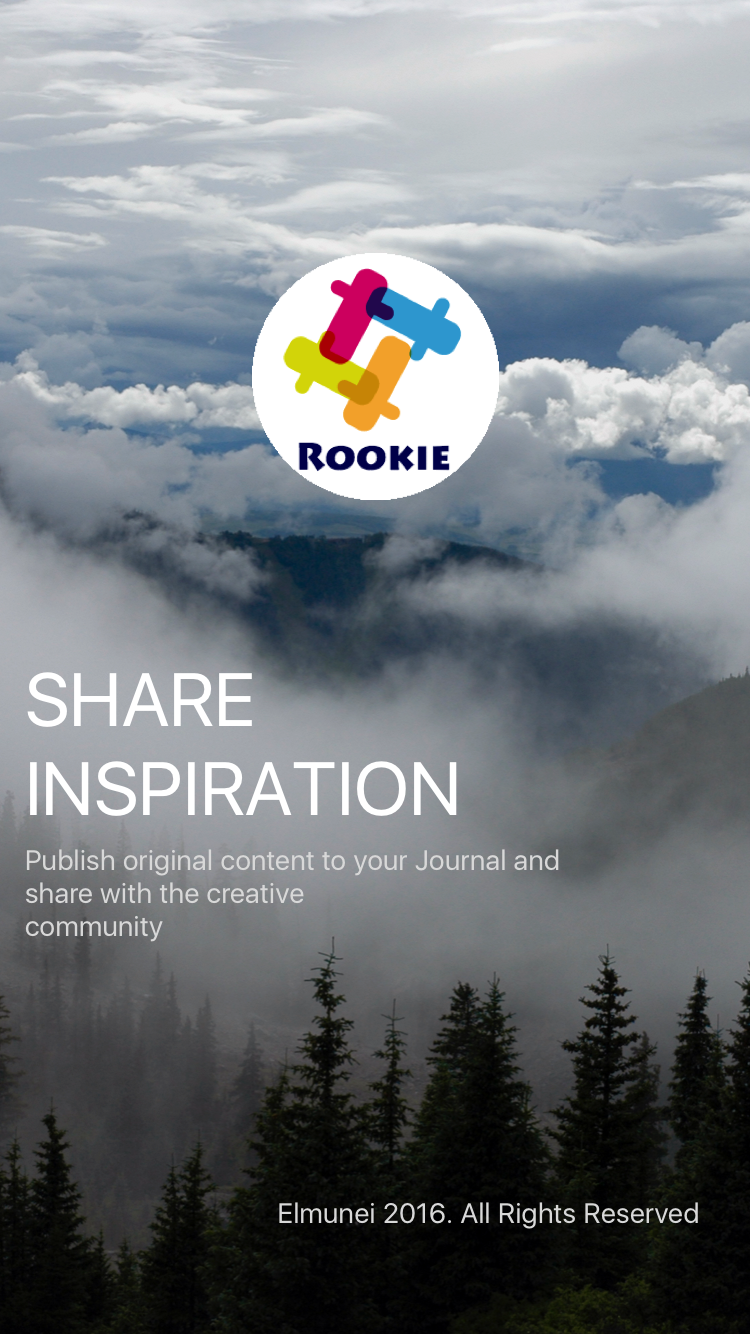 ROOKIE
SHARE
INSPIRATION
Publish original content to your Journal and
share with the creative
community
Elmunei 2016. All Rights Reserved